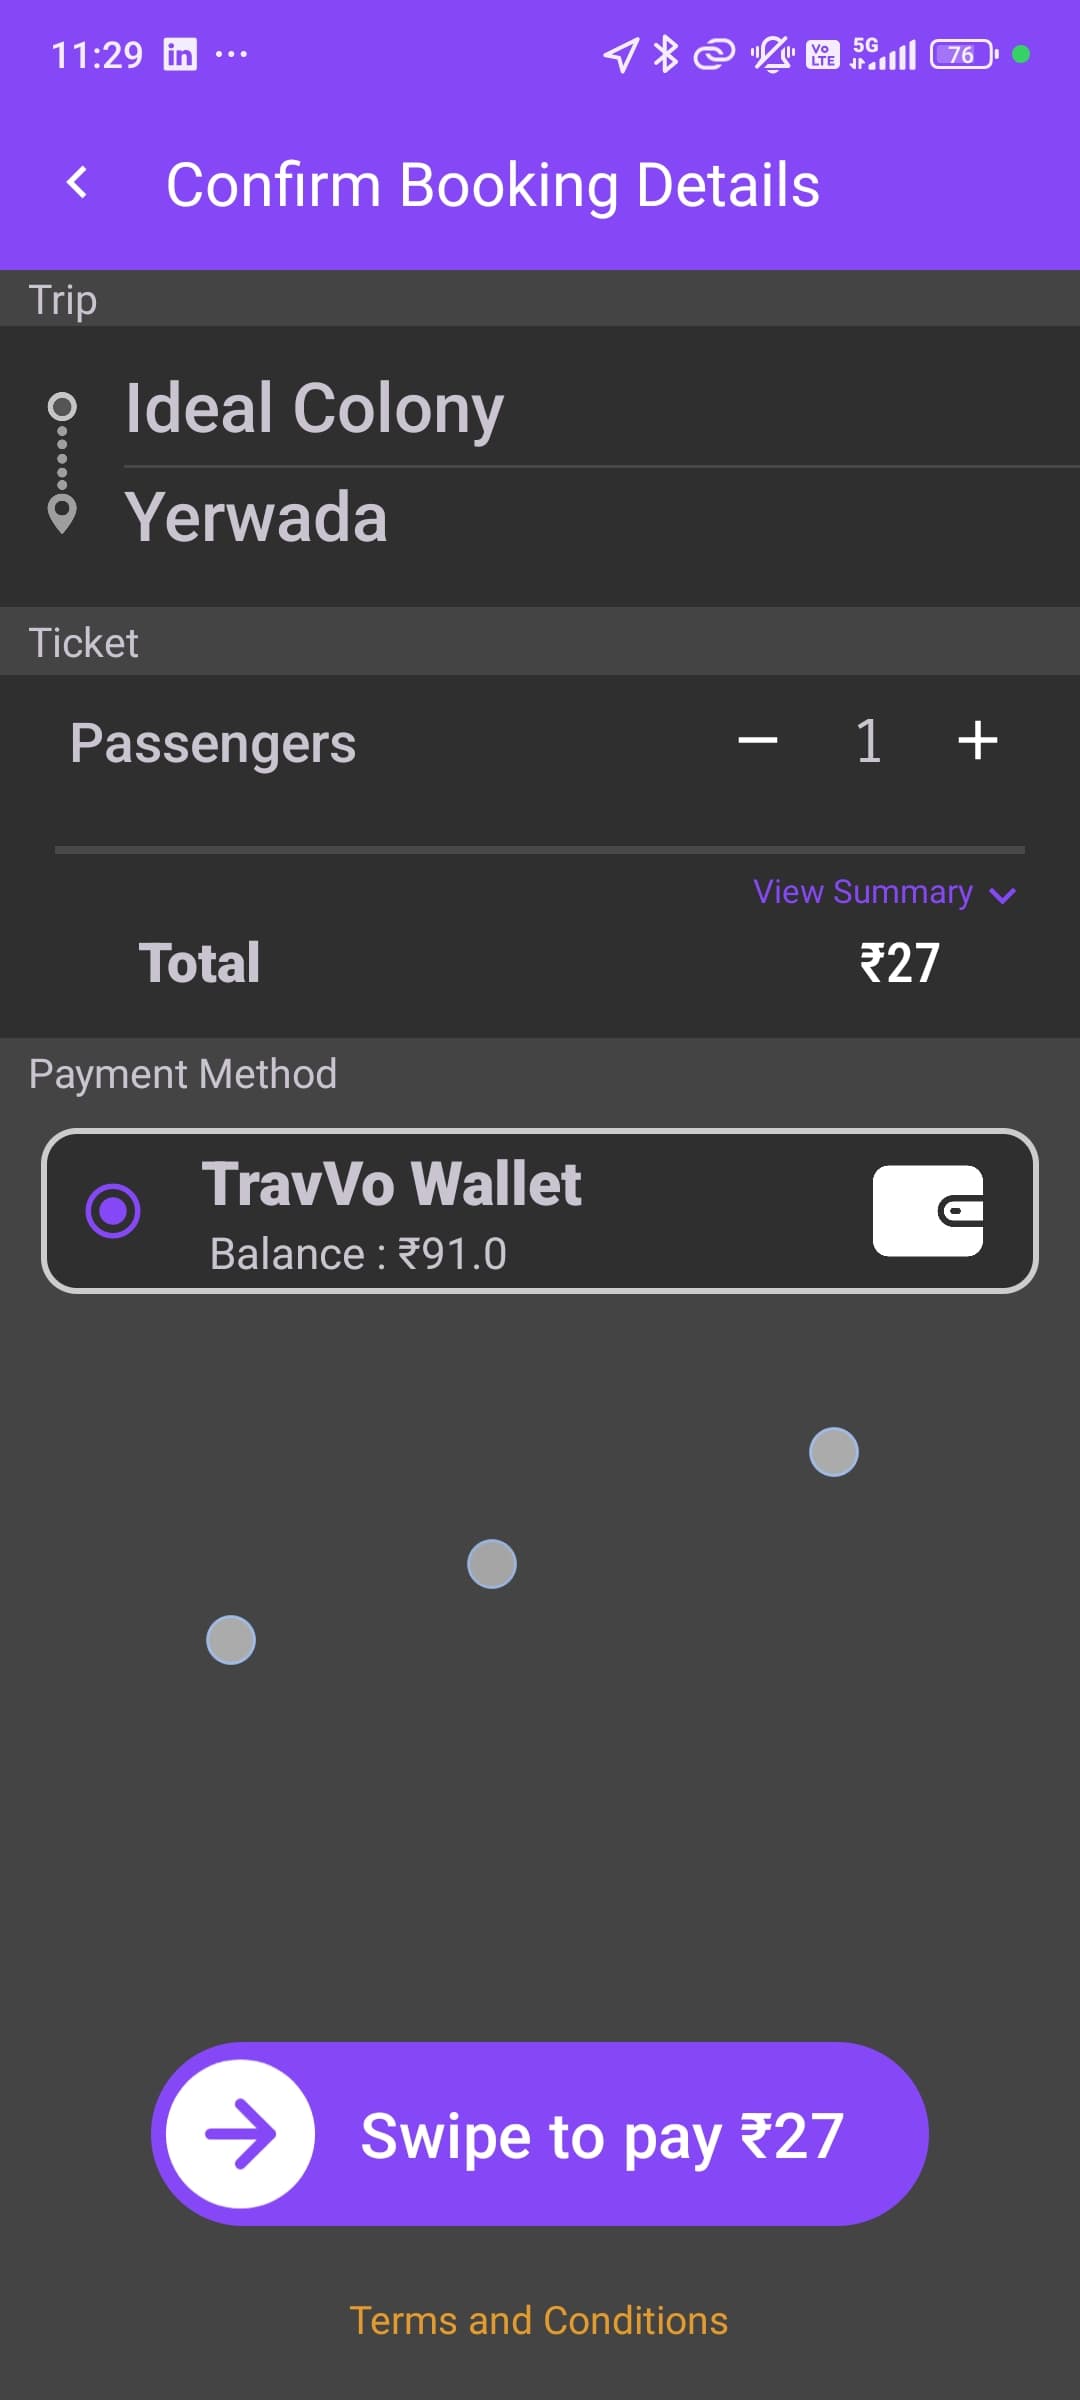 11:29 in ... Vo LTE 5G 76
Confirm Booking Details
Trip
Ideal Colony
Yerwada
Ticket
Passengers 1
View Summary
Total ₹27
Payment Method
TravVo Wallet
Balance : ₹91.0
Swipe to pay ₹27
Terms and Conditions